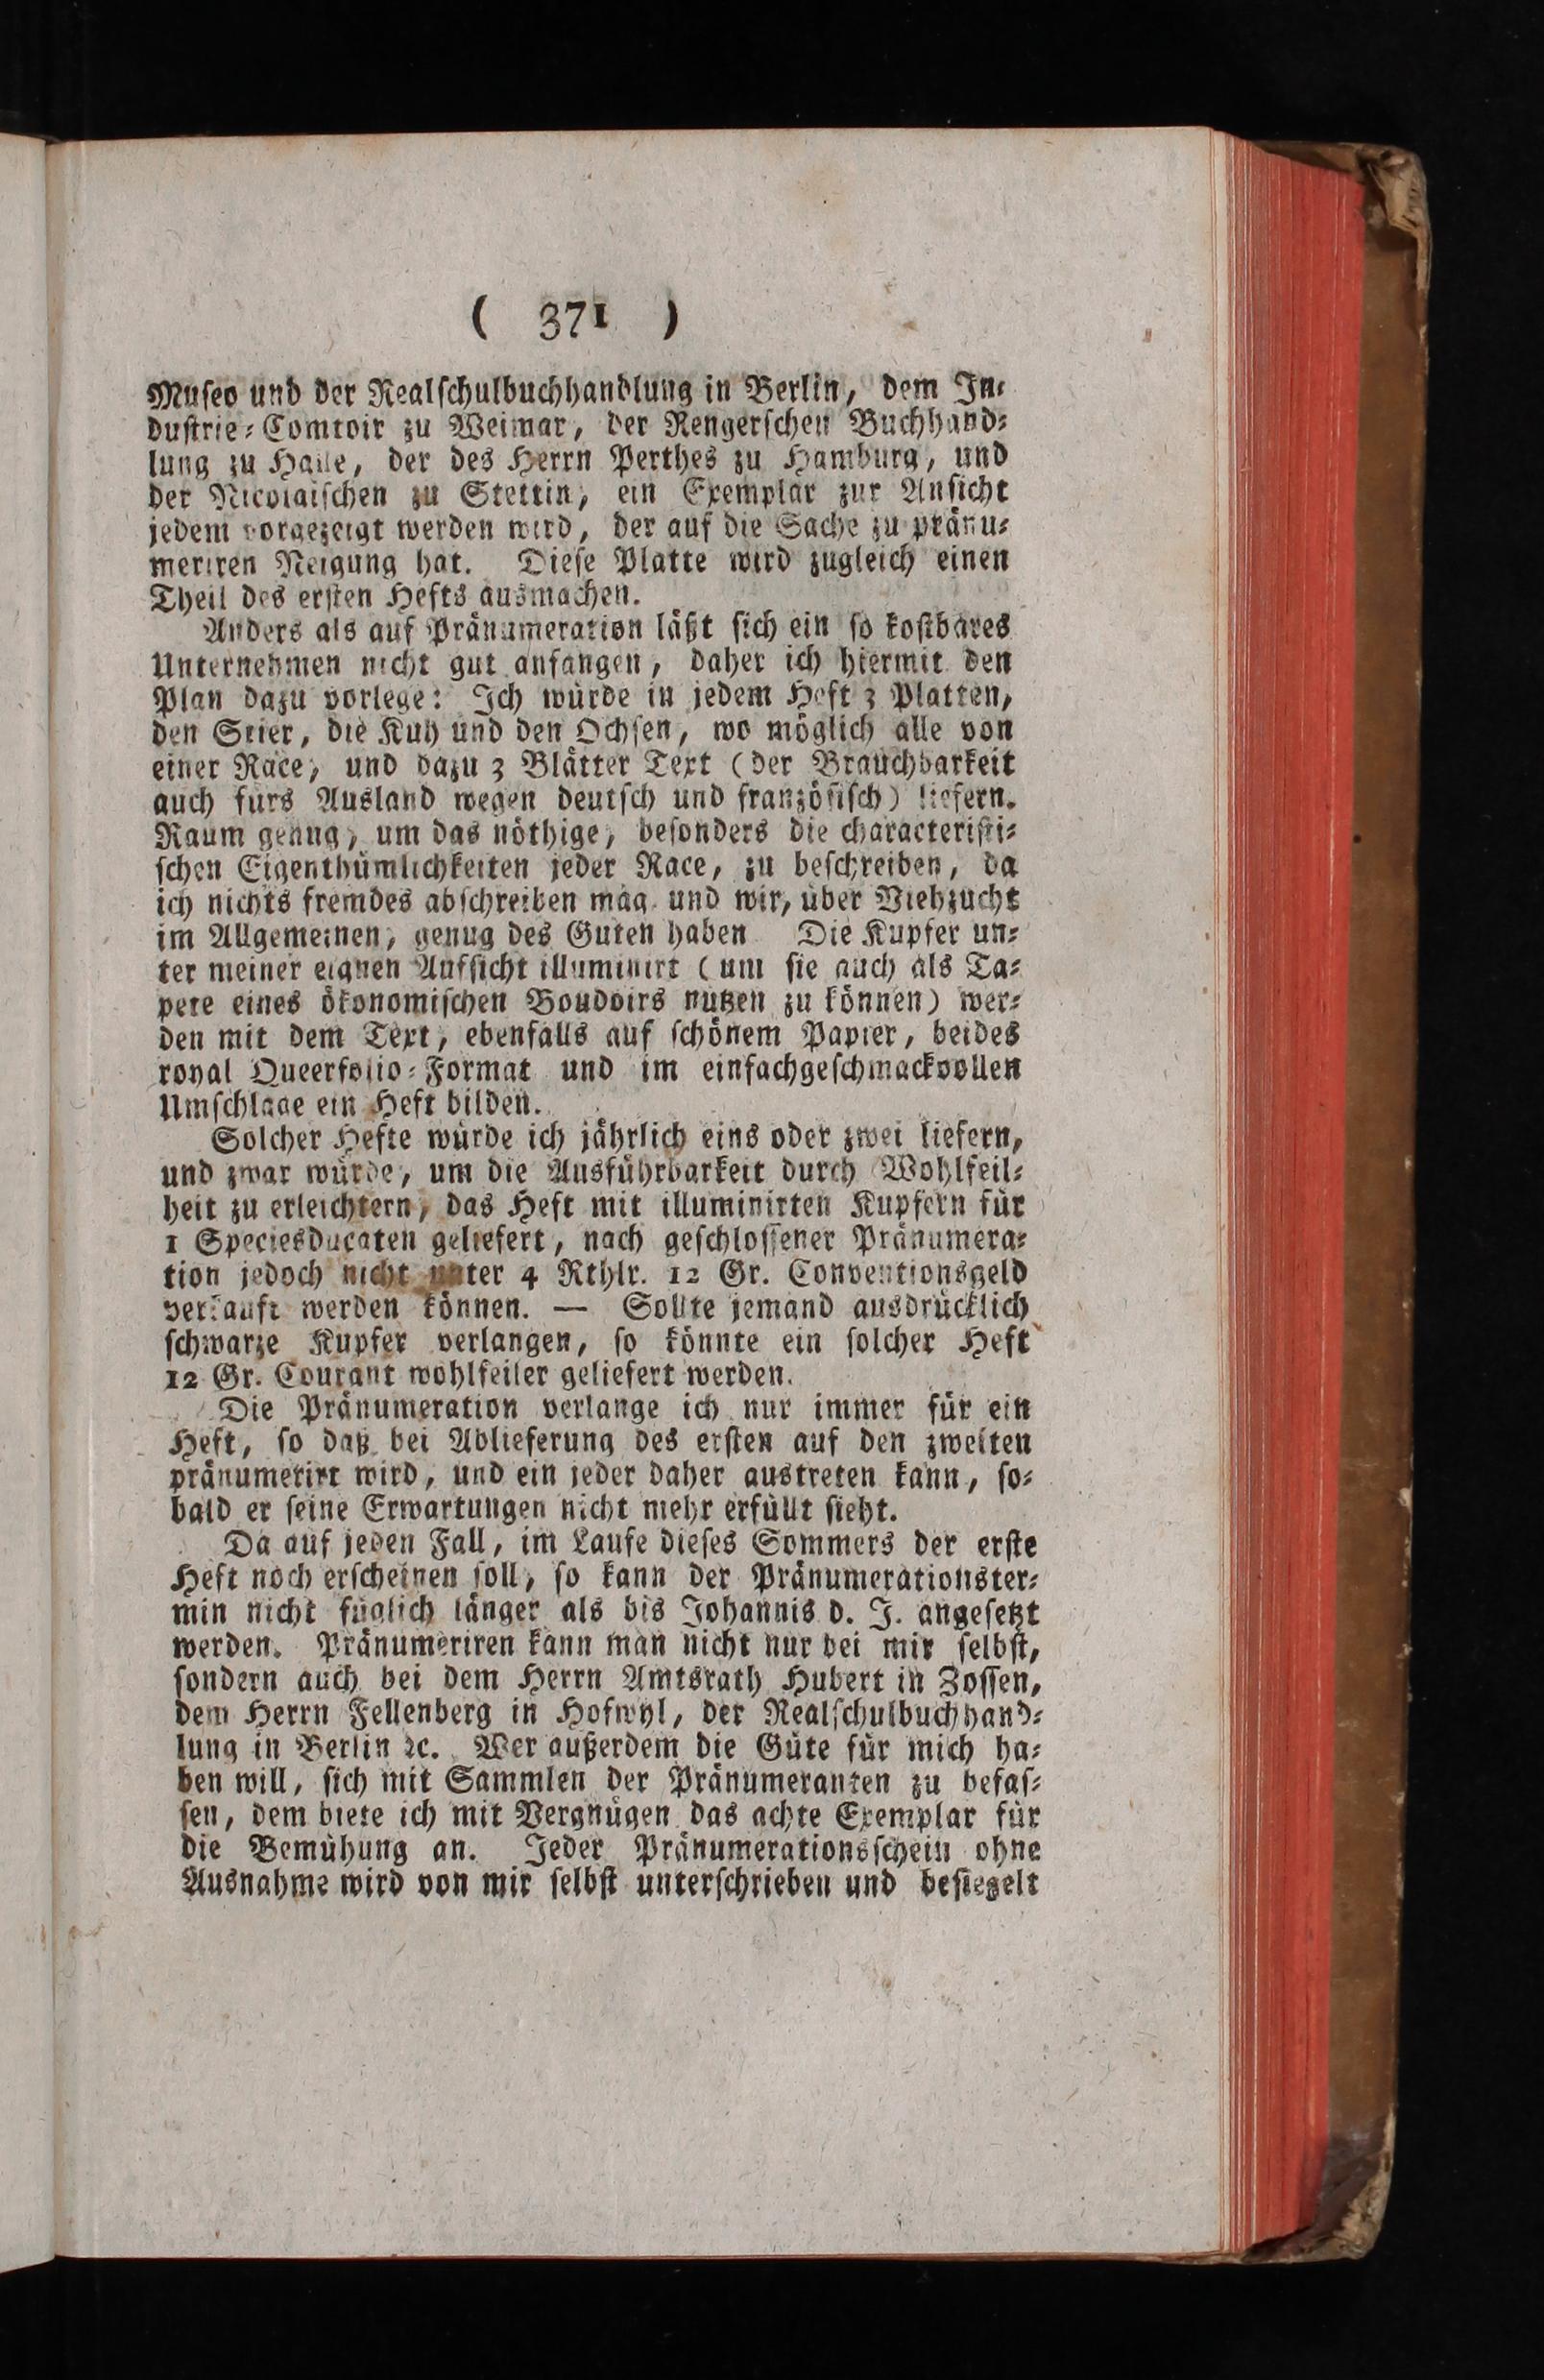 ( 371 )
Museo und der Realschulbuchhandlung in Berlin, dem In-
dustrie-Comtoir zu Weimar, der Rengerschen Buchhand-
lung zu Halle, der des Herrn Perthes zu Hamburg, und
der Nicolaischen zu Stettin, ein Exemplar zur Ansicht
jedem vorgezeigt werden wird, der auf die Sache zu pränu-
meriren Neigung hat. Diese Platte wird zugleich einen
Theil des ersten Hefts ausmachen.
Anders als auf Pränumeration läßt sich ein so kostbares
Unternehmen nicht gut anfangen, daher ich hiermit den
Plan dazu vorlege: Ich würde in jedem Heft 3 Platten,
den Stier, die Kuh und den Ochsen, wo möglich alle von
einer Race, und dazu 3 Blätter Text (der Brauchbarkeit
auch fürs Ausland wegen deutsch und französisch) liefern.
Raum genug, um das nöthige, besonders die characteristi-
schen Eigenthümlichkeiten jeder Race, zu beschreiben, da
ich nichts fremdes abschreiben mag und wir, über Viehzucht
im Allgemeinen, genug des Guten haben Die Kupfer un-
ter meiner eignen Aufsicht illuminirt (um sie auch als Ta-
pete eines ökonomischen Boudoirs nutzen zu können) wer-
den mit dem Text, ebenfalls auf schönem Papier, beides
royal Queerfolio-Format und im einfachgeschmackvollen
Umschlage ein Heft bilden.
Solcher Hefte würde ich jährlich eins oder zwei liefern,
und zwar würde, um die Ausführbarkeit durch Wohlfeil-
heit zu erleichtern, das Heft mit illuminirten Kupfern für
1 Speciesducaten geliefert, nach geschlossener Pränumera-
tion jedoch nicht unter 4 Rthlr. 12 Gr. Conventionsgeld
verkauft werden können. — Sollte jemand ausdrücklich
schwarze Kupfer verlangen, so könnte ein solcher Heft
12 Gr. Courant wohlfeiler geliefert werden.
Die Pränumeration verlange ich nur immer für ein
Heft, so daß bei Ablieferung des ersten auf den zweiten
pränumerirt wird, und ein jeder daher austreten kann, so-
bald er seine Erwartungen nicht mehr erfüllt sieht.
Da auf jeden Fall, im Laufe dieses Sommers der erste
Heft noch erscheinen soll, so kann der Pränumerationster-
min nicht füglich länger als bis Johannis d. J. angesetzt
werden. Pränumeriren kann man nicht nur bei mir selbst,
sondern auch bei dem Herrn Amtsrath Hubert in Zossen,
dem Herrn Fellenberg in Hofwyl, der Realschulbuchhand-
lung in Berlin ꝛc. Wer außerdem die Güte für mich ha-
ben will, sich mit Sammlen der Pränumeranten zu befas-
sen, dem biete ich mit Vergnügen das achte Exemplar für
die Bemühung an. Jeder Pränumerationsschein ohne
Ausnahme wird von mir selbst unterschrieben und besiegelt